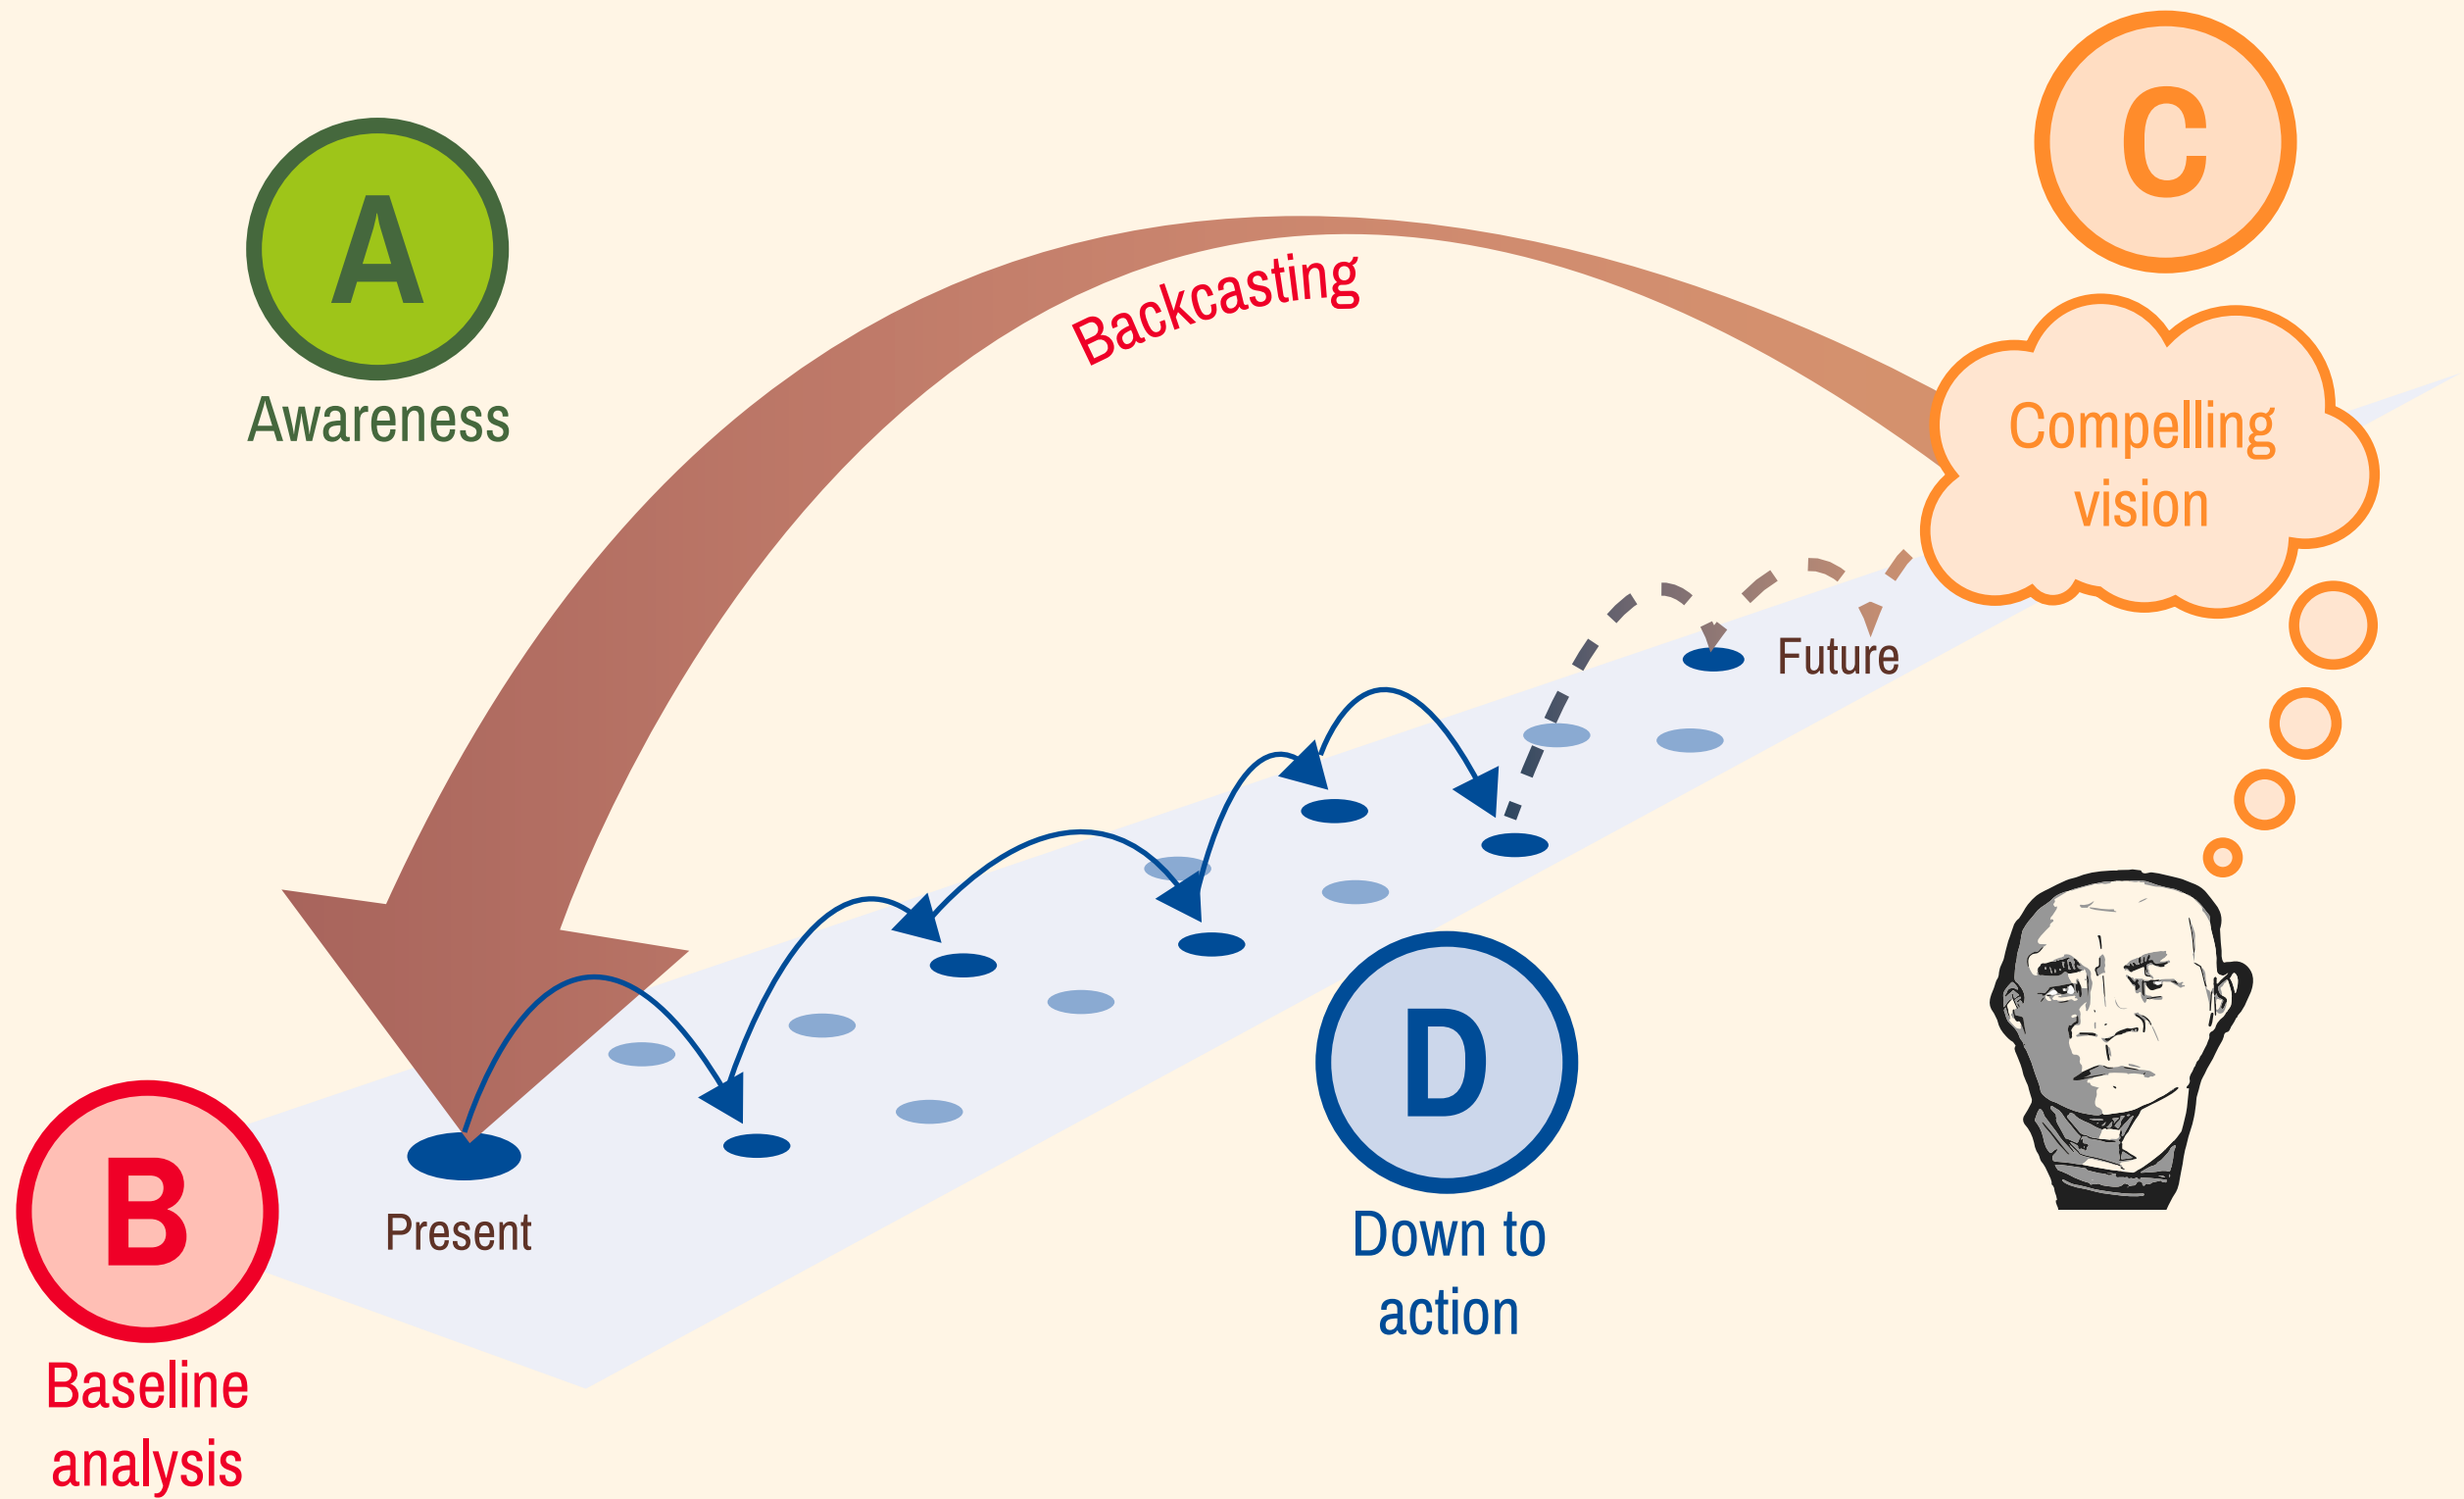 A
Awareness
Backcasting
C
Compelling
vision
Future
B
Baseline
analysis
Present
D
Down to
action